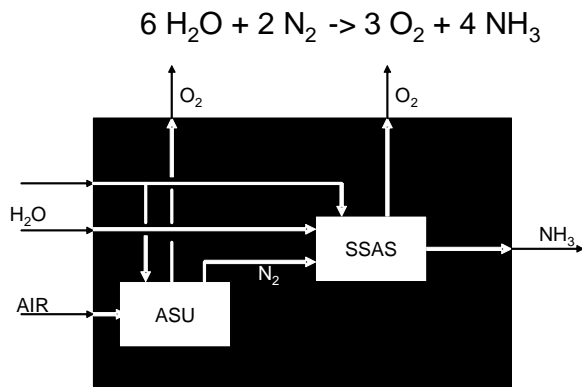 6 H₂O + 2 N₂ -> 3 O₂ + 4 NH₃
O₂
O₂
H₂O
SSAS
NH₃
N₂
AIR
ASU